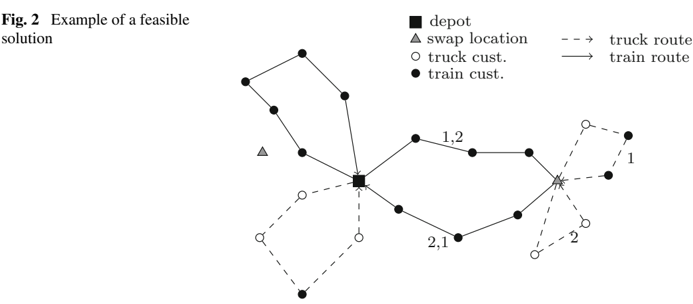 Fig. 2 Example of a feasible
solution
depot
swap location
truck cust.
train cust.
truck route
train route
1,2
1
2,1
2